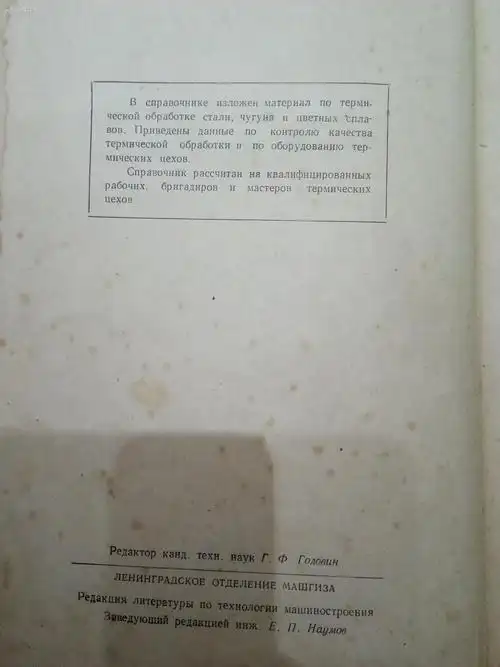 В справочнике изложен материал по терми-
ческой обработке стали, чугуна и цветных спла-
вов. Приведены данные по контролю качества
термической обработки и по оборудованию тер-
мических цехов.
Справочник рассчитан на квалифицированных
рабочих, бригадиров и мастеров термических
цехов
Редактор канд. техн. наук Г. Ф Головин
ЛЕНИНГРАДСКОЕ ОТДЕЛЕНИЕ МАШГИЗА
Редакция литературы по технологии машиностроения
Заведующий редакцией инж. Е. П. Наумов